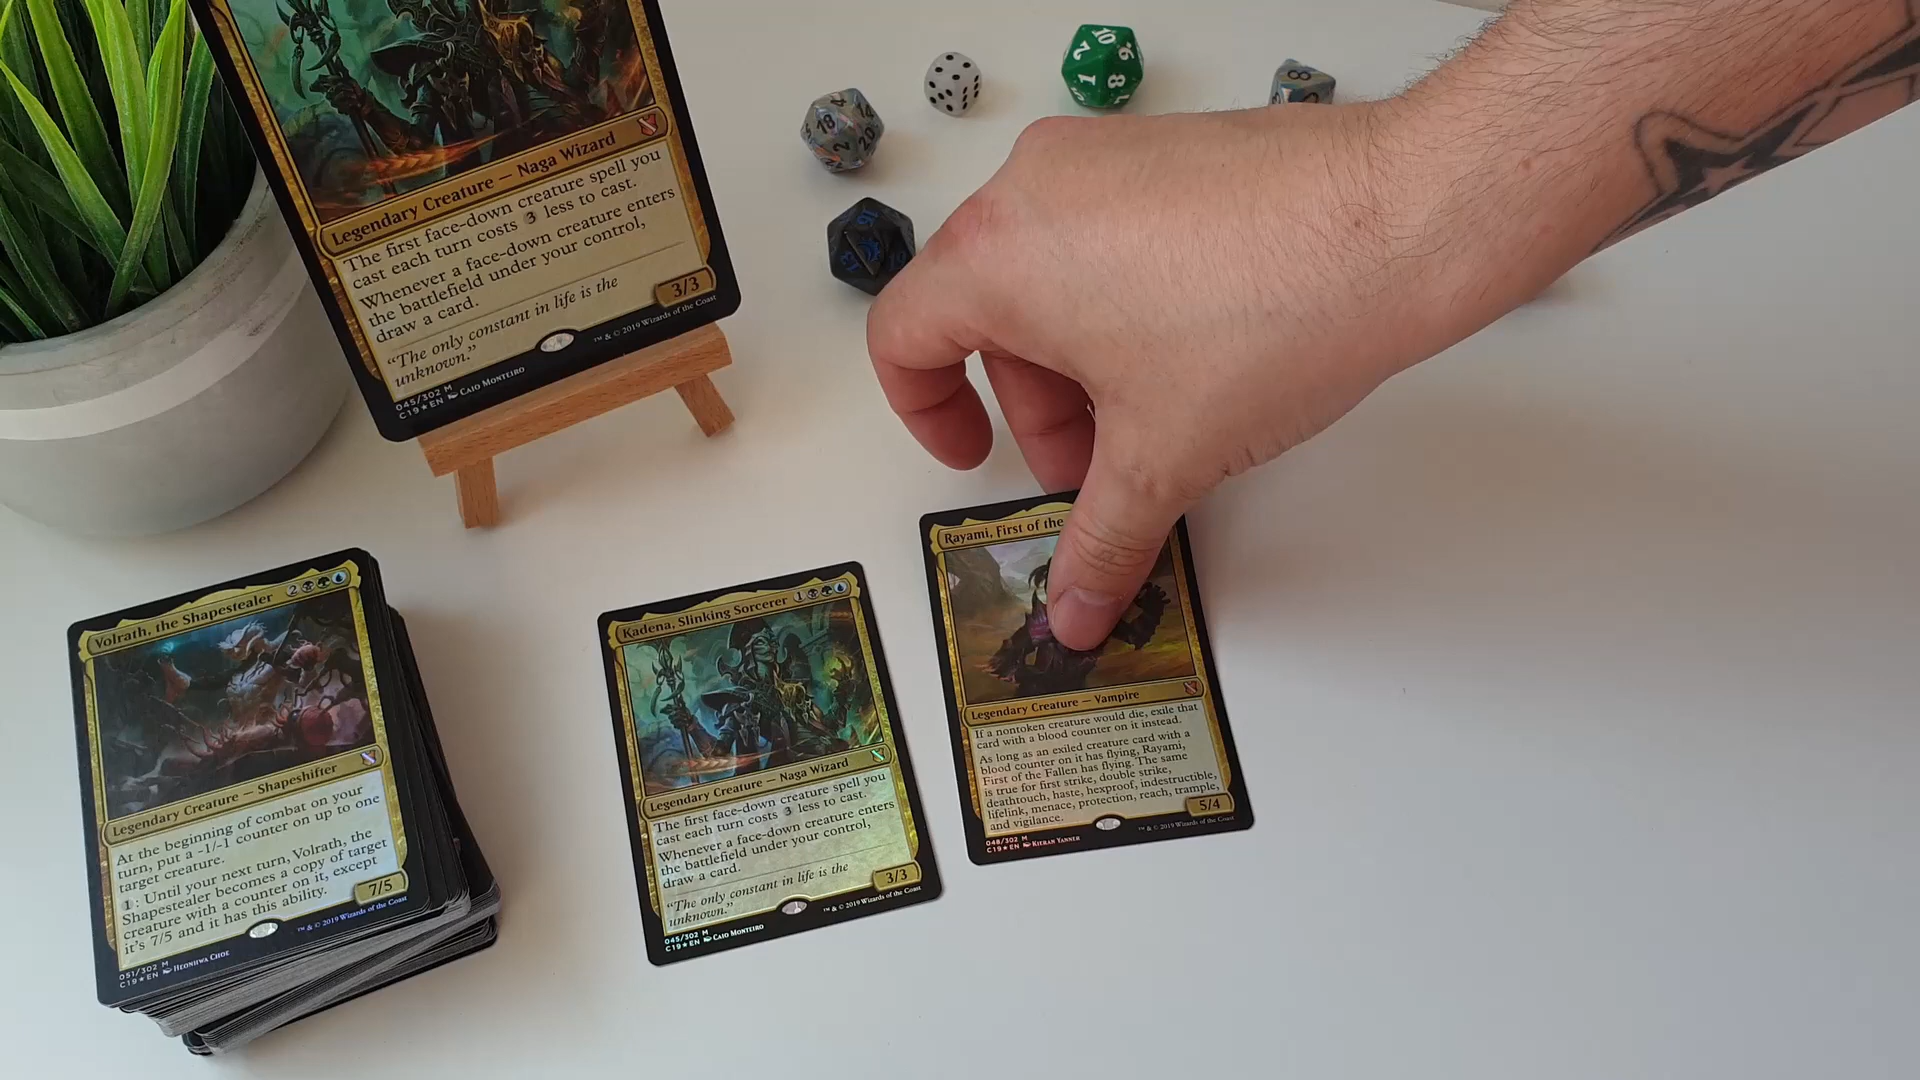 Legendary Creature — Naga Wizard
The first face-down creature spell you
cast each turn costs 3 less to cast.
Whenever a face-down creature enters
the battlefield under your control,
draw a card.
"The only constant in life is the
unknown."
3/3
045/302 M
C19★EN CAIO MONTEIRO
™ & © 2019 Wizards of the Coast
10
7
1
8
4
18
14
2
20
8
Volrath, the Shapestealer 2
Legendary Creature — Shapeshifter
At the beginning of combat on your
turn, put a -1/-1 counter on up to one
target creature.
1: Until your next turn, Volrath, the
Shapestealer becomes a copy of target
creature with a counter on it, except
it's 7/5 and it has this ability.
7/5
051/302 M
C19★EN HEONHWA CHOE
™ & © 2019 Wizards of the Coast
Kadena, Slinking Sorcerer 1
Legendary Creature — Naga Wizard
The first face-down creature spell you
cast each turn costs 3 less to cast.
Whenever a face-down creature enters
the battlefield under your control,
draw a card.
"The only constant in life is the
unknown."
3/3
045/302 M
C19★EN CAIO MONTEIRO
™ & © 2019 Wizards of the Coast
Rayami, First of the
Legendary Creature — Vampire
If a nontoken creature would die, exile that
card with a blood counter on it instead.
As long as an exiled creature card with a
blood counter on it has flying, Rayami,
First of the Fallen has flying. The same
is true for first strike, double strike,
deathtouch, haste, hexproof, indestructible,
lifelink, menace, protection, reach, trample,
and vigilance.
5/4
048/302 M
C19★EN KIERAN YANNER
™ & © 2019 Wizards of the Coast